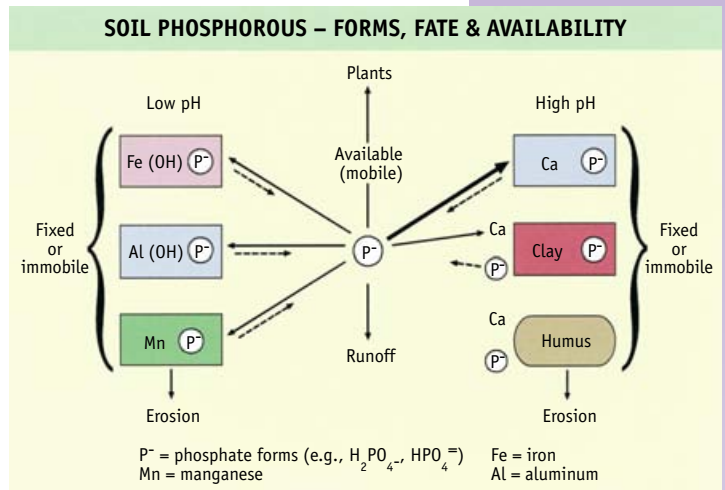 SOIL PHOSPHOROUS – FORMS, FATE & AVAILABILITY
Plants
Low pH
High pH
Available
(mobile)
Fe (OH) P⁻
Al (OH) P⁻
Mn P⁻
Fixed
or
immobile
Erosion
P⁻
Runoff
Ca P⁻
Ca
Clay P⁻
P⁻
Ca
Humus
P⁻
Fixed
or
immobile
Erosion
P⁻ = phosphate forms (e.g., H₂PO₄₋, HPO₄⁼)
Mn = manganese
Fe = iron
Al = aluminum